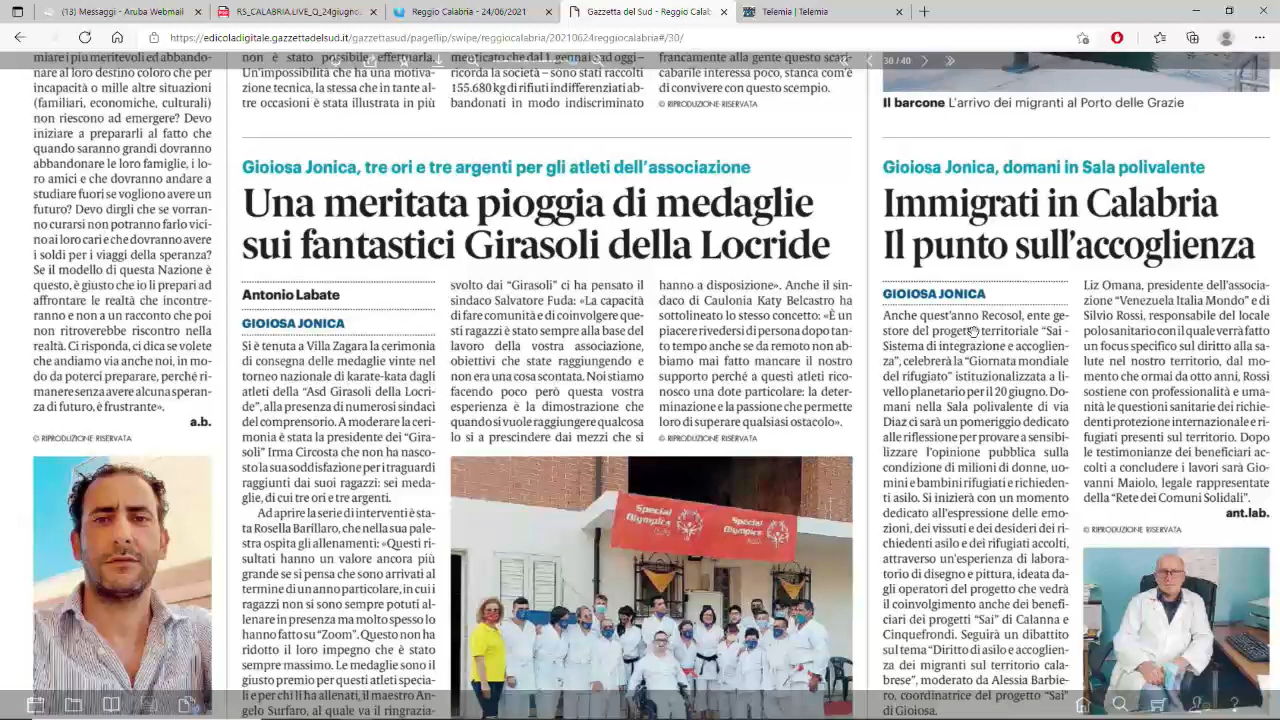 (13) Messaggi - Aruba Webmail
RS_CALABRIA.LIVE_Q_24giugno
Reggio Calabria - 24/06/2021
Gazzetta del Sud - Reggio Calab
Telemia | Telemia
https://edicoladigitale.gazzettadelsud.it/gazzettasud/pageflip/swipe/reggiocalabria/20210624reggiocalabria#/30/
30 / 40
miare i più meritevoli ed abbando-
nare al loro destino coloro che per
incapacità o mille altre situazioni
(familiari, economiche, culturali)
non riescono ad emergere? Devo
iniziare a prepararli al fatto che
quando saranno grandi dovranno
abbandonare le loro famiglie, i lo-
ro amici e che dovranno andare a
studiare fuori se vogliono avere un
futuro? Devo dirgli che se vorran-
no curarsi non potranno farlo vici-
no ai loro cari e che dovranno avere
i soldi per i viaggi della speranza?
Se il modello di questa Nazione è
questo, è giusto che io li prepari ad
affrontare le realtà che incontre-
ranno e non a un racconto che poi
non ritroverebbe riscontro nella
realtà. Ci risponda, ci dica se volete
che andiamo via anche noi, in mo-
do da poterci preparare, perché ri-
manere senza avere alcuna speran-
za di futuro, è frustrante».
a.b.
© RIPRODUZIONE RISERVATA
non è stato possibile effettuarla.
Un'impossibilità che ha una motiva-
zione tecnica, la stessa che in tante al-
tre occasioni è stata illustrata in più
mente che dal 1. gennaio ad oggi –
ricorda la società – sono stati raccolti
155.680 kg di rifiuti indifferenziati ab-
bandonati in modo indiscriminato
francamente alla gente questo scari-
cabarile interessa poco, stanca com'è
di convivere con questo scempio.
© RIPRODUZIONE RISERVATA
Il barcone L'arrivo dei migranti al Porto delle Grazie
Gioiosa Jonica, tre ori e tre argenti per gli atleti dell'associazione
Una meritata pioggia di medaglie
sui fantastici Girasoli della Locride
Antonio Labate
GIOIOSA JONICA
Si è tenuta a Villa Zagara la cerimonia
di consegna delle medaglie vinte nel
torneo nazionale di karate-kata dagli
atleti della "Asd Girasoli della Locri-
de", alla presenza di numerosi sindaci
del comprensorio. A moderare la ceri-
monia è stata la presidente dei "Gira-
soli" Irma Circosta che non ha nasco-
sto la sua soddisfazione per i traguardi
raggiunti dai suoi ragazzi: sei meda-
glie, di cui tre ori e tre argenti.
Ad aprire la serie di interventi è sta-
ta Rosella Barillaro, che nella sua pale-
stra ospita gli allenamenti: «Questi ri-
sultati hanno un valore ancora più
grande se si pensa che sono arrivati al
termine di un anno particolare, in cui i
ragazzi non si sono sempre potuti al-
lenare in presenza ma molto spesso lo
hanno fatto su "Zoom". Questo non ha
ridotto il loro impegno che è stato
sempre massimo. Le medaglie sono il
giusto premio per questi atleti specia-
li e per chi li ha allenati, il maestro An-
gelo Surfaro, al quale va il ringrazia-
svolto dai "Girasoli" ci ha pensato il
sindaco Salvatore Fuda: «La capacità
di fare comunità e di coinvolgere que-
sti ragazzi è stato sempre alla base del
lavoro della vostra associazione,
obiettivi che state raggiungendo e
non era una cosa scontata. Noi stiamo
facendo poco però questa vostra
esperienza è la dimostrazione che
quando si vuole raggiungere qualcosa
lo si a prescindere dai mezzi che si
hanno a disposizione». Anche il sin-
daco di Caulonia Katy Belcastro ha
sottolineato lo stesso concetto: «È un
piacere rivedersi di persona dopo tan-
to tempo anche se da remoto non ab-
biamo mai fatto mancare il nostro
supporto perché a questi atleti rico-
nosco una dote particolare: la deter-
minazione e la passione che permette
loro di superare qualsiasi ostacolo».
© RIPRODUZIONE RISERVATA
Special
Olympics
Special
Olympics
Gioiosa Jonica, domani in Sala polivalente
Immigrati in Calabria
Il punto sull'accoglienza
GIOIOSA JONICA
Anche quest'anno Recosol, ente ge-
store del progetto territoriale "Sai -
Sistema di integrazione e accoglien-
za", celebrerà la "Giornata mondiale
del rifugiato" istituzionalizzata a li-
vello planetario per il 20 giugno. Do-
mani nella Sala polivalente di via
Diaz ci sarà un pomeriggio dedicato
alle riflessione per provare a sensibi-
lizzare l'opinione pubblica sulla
condizione di milioni di donne, uo-
mini e bambini rifugiati e richieden-
ti asilo. Si inizierà con un momento
dedicato all'espressione delle emo-
zioni, dei vissuti e dei desideri dei ri-
chiedenti asilo e dei rifugiati accolti,
attraverso un'esperienza di labora-
torio di disegno e pittura, ideata da-
gli operatori del progetto che vedrà
il coinvolgimento anche dei benefi-
ciari dei progetti "Sai" di Calanna e
Cinquefrondi. Seguirà un dibattito
sul tema "Diritto di asilo e accoglien-
za dei migranti sul territorio cala-
brese", moderato da Alessia Barbie-
ro, coordinatrice del progetto "Sai"
di Gioiosa.
Liz Omana, presidente dell'associa-
zione "Venezuela Italia Mondo" e di
Silvio Rossi, responsabile del locale
polo sanitario con il quale verrà fatto
un focus specifico sul diritto alla sa-
lute nel nostro territorio, dal mo-
mento che ormai da otto anni, Rossi
sostiene con professionalità e uma-
nità le questioni sanitarie dei richie-
denti protezione internazionale e ri-
fugiati presenti sul territorio. Dopo
le testimonianze dei beneficiari ac-
colti a concludere i lavori sarà Gio-
vanni Maiolo, legale rappresentate
della "Rete dei Comuni Solidali".
ant.lab.
© RIPRODUZIONE RISERVATA